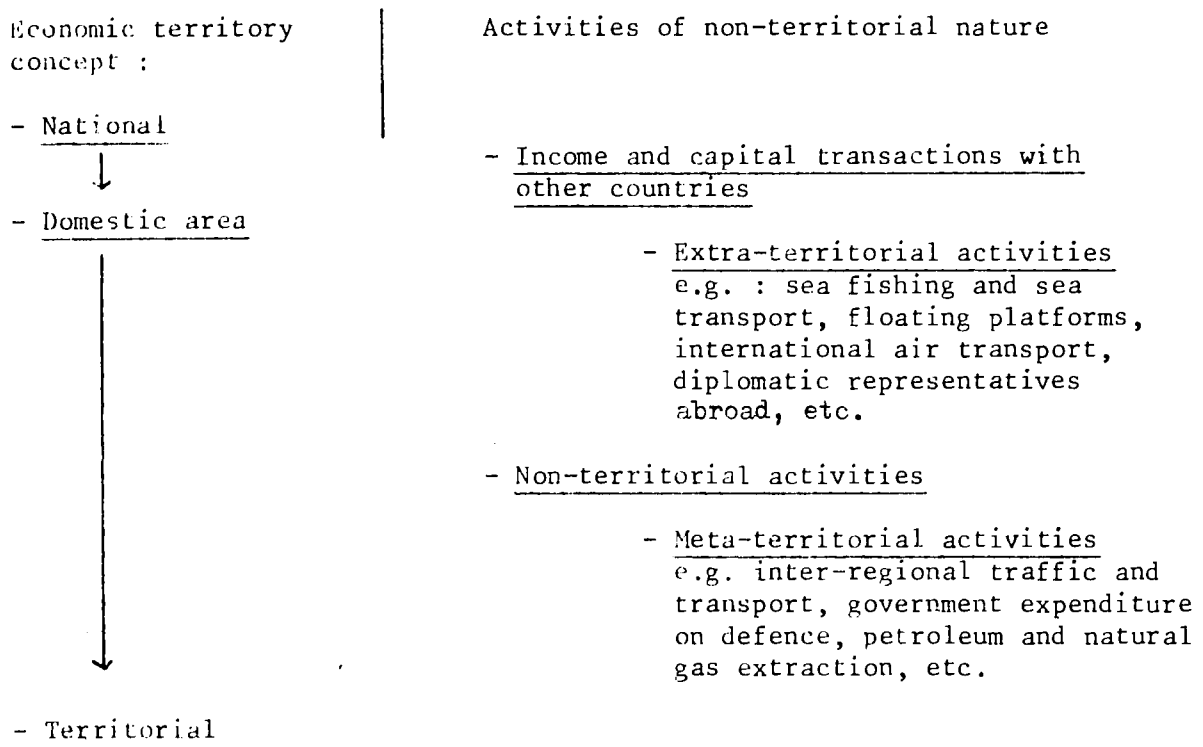 Economic territory
concept :
- National
- Domestic area
- Territorial
Activities of non-territorial nature
- Income and capital transactions with
other countries
- Extra-territorial activities
e.g. : sea fishing and sea
transport, floating platforms,
international air transport,
diplomatic representatives
abroad, etc.
- Non-territorial activities
- Meta-territorial activities
e.g. inter-regional traffic and
transport, government expenditure
on defence, petroleum and natural
gas extraction, etc.